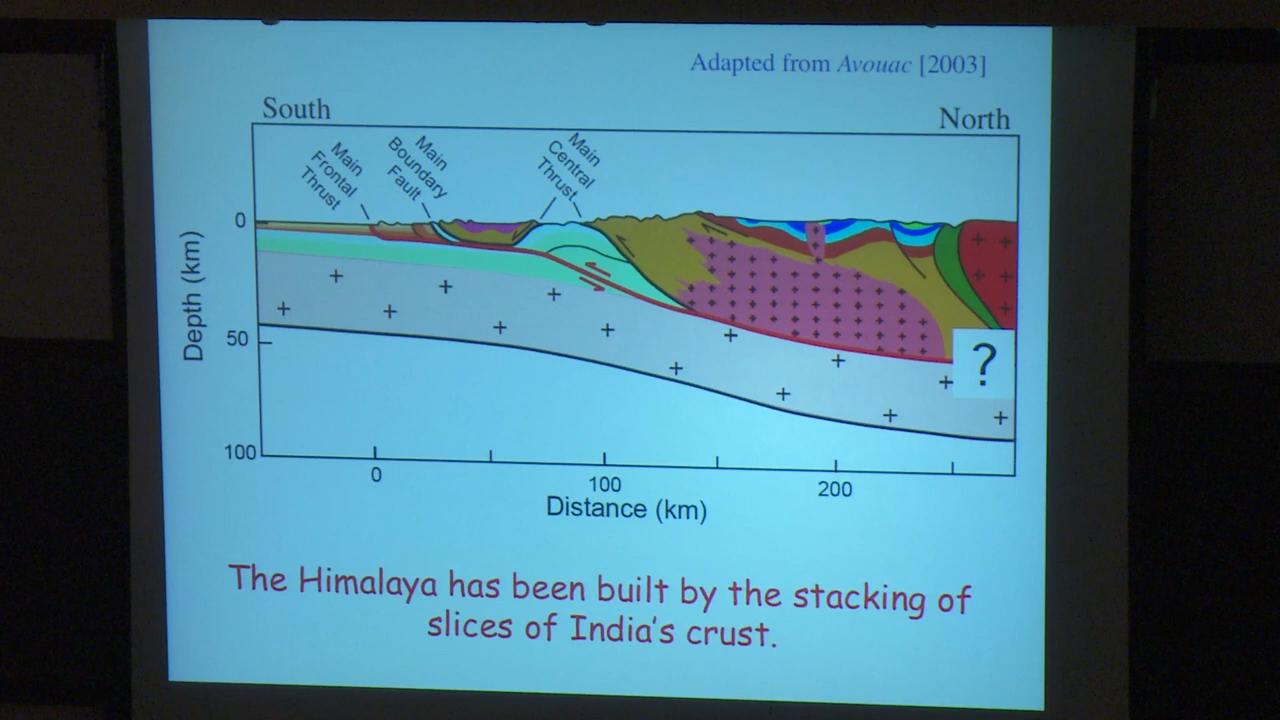 Adapted from Avouac [2003]
South
North
Main
Frontal
Thrust
Main
Boundary
Fault
Main
Central
Thrust
0
50
100
Depth (km)
?
0
100
200
Distance (km)
The Himalaya has been built by the stacking of
slices of India's crust.